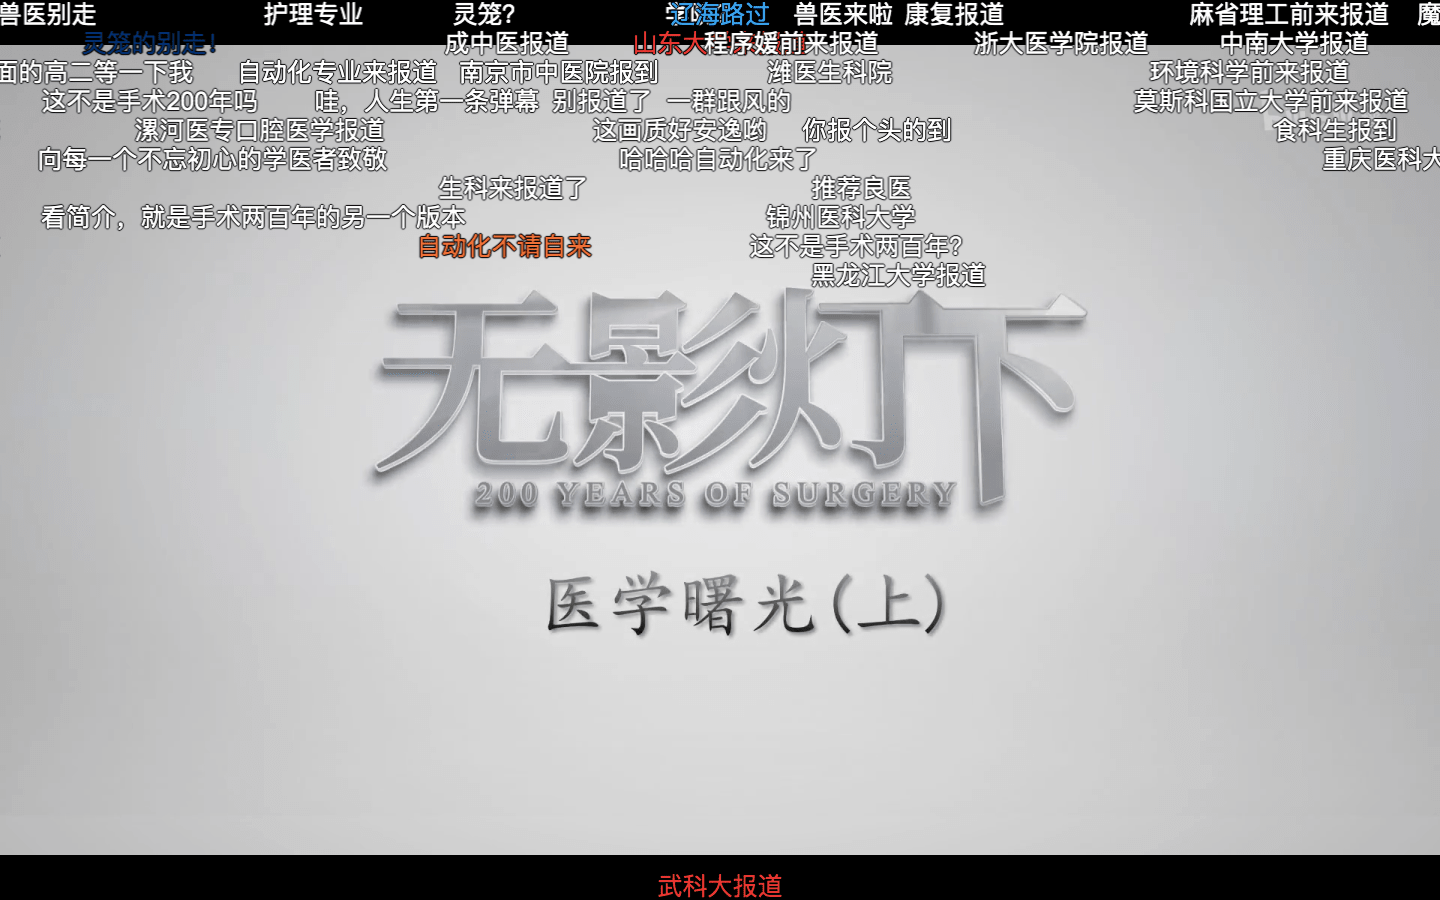 兽医别走 护理专业 灵笼？ 辽海路过 兽医来啦 康复报道 麻省理工前来报道 魔
灵笼的别走！ 成中医报道 山东大 程序媛前来报道 浙大医学院报道 中南大学报道
面的高二等一下我 自动化专业来报道 南京市中医院报到 潍医生科院 环境科学前来报道
这不是手术200年吗 哇，人生第一条弹幕 别报道了 一群跟风的 莫斯科国立大学前来报道
漯河医专口腔医学报道 这画质好安逸哟 你报个头的到 食科生报到
向每一个不忘初心的学医者致敬 哈哈哈自动化来了 重庆医科大
生科来报道了 推荐良医
看简介，就是手术两百年的另一个版本 锦州医科大学
自动化不请自来 这不是手术两百年？
黑龙江大学报道
无影灯下
200 YEARS OF SURGERY
医学曙光(上)
武科大报道